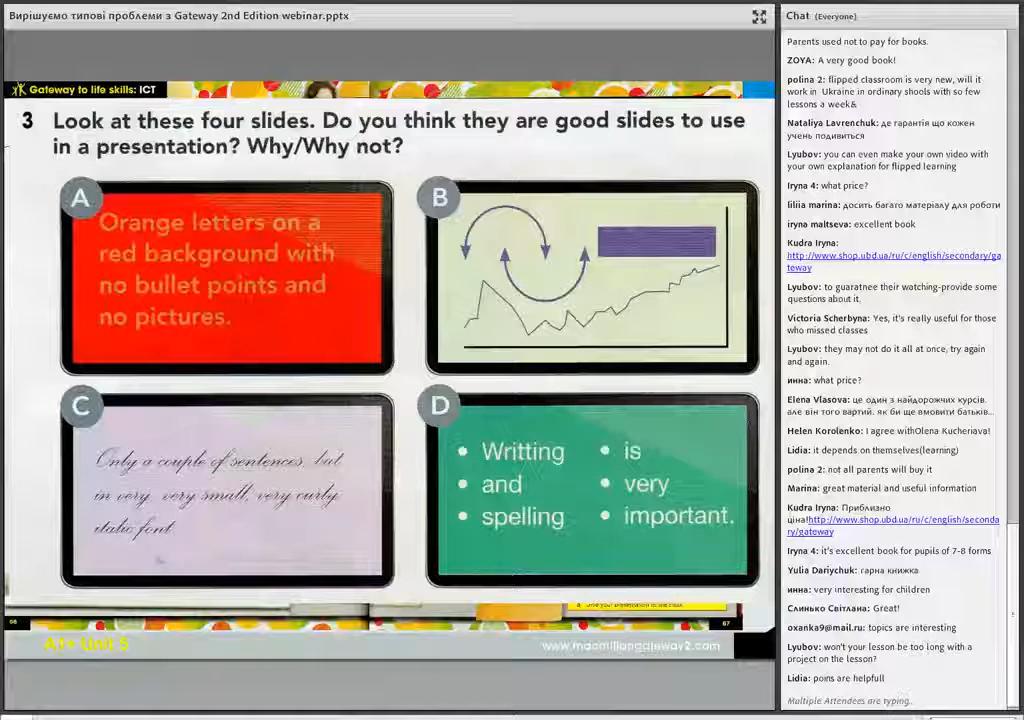 Вирішуємо типові проблеми з Gateway 2nd Edition webinar.pptx
Gateway to life skills: ICT
3 Look at these four slides. Do you think they are good slides to use
in a presentation? Why/Why not?
A
Orange letters on a
red background with
no bullet points and
no pictures.
B
C
Only a couple of sentences, but
in very, very small, very curly
italic font.
D
• Writting
• and
• spelling
• is
• very
• important.
66
67
A1+ Unit 5
www.macmillangateway2.com
Chat (Everyone)
Parents used not to pay for books.
ZOYA: A very good book!
polina 2: flipped classroom is very new, will it
work in Ukraine in ordinary shools with so few
lessons a week&
Nataliya Lavrenchuk: де гарантія що кожен
учень подивиться
Lyubov: you can even make your own video with
your own explanation for flipped learning
Iryna 4: what price?
liliia marina: досить багато матеріалу для роботи
iryna maltseva: excellent book
Kudra Iryna:
http://www.shop.ubd.ua/ru/c/english/secondary/ga
teway
Lyubov: to guaratnee their watching-provide some
questions about it.
Victoria Scherbyna: Yes, it's really useful for those
who missed classes
Lyubov: they may not do it all at once, try again
and again.
инна: what price?
Elena Vlasova: це один з найдорожчих курсів.
але він того вартий. як би ще вмовити батьків...
Helen Korolenko: I agree withOlena Kucheriava!
Lidia: it depends on themselves(learning)
polina 2: not all parents will buy it
Marina: great material and useful information
Kudra Iryna: Приблизно
ціна!http://www.shop.ubd.ua/ru/c/english/seconda
ry/gateway
Iryna 4: it's excellent book for pupils of 7-8 forms
Yulia Dariychuk: гарна книжка
инна: very interesting for children
Слинько Світлана: Great!
oxanka9@mail.ru: topics are interesting
Lyubov: won't your lesson be too long with a
project on the lesson?
Lidia: poins are helpfull
Multiple Attendees are typing..